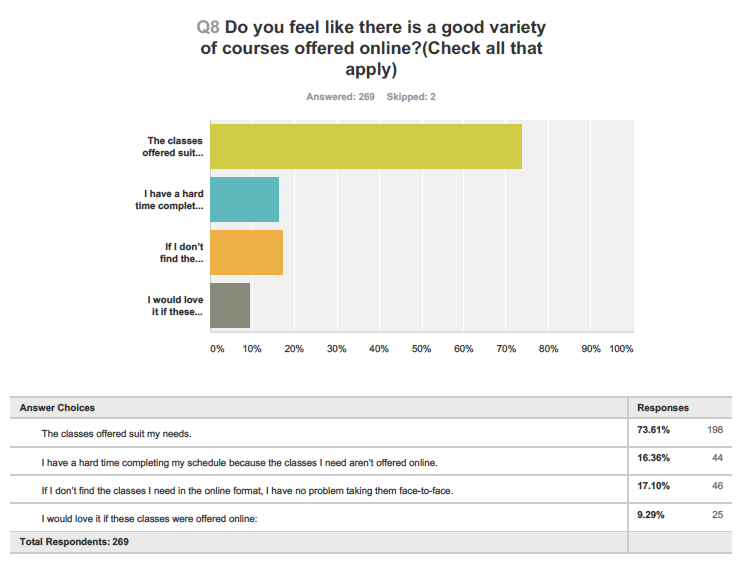 Q8 Do you feel like there is a good variety
of courses offered online?(Check all that
apply)
Answered: 269 Skipped: 2
The classes
offered suit...
I have a hard
time complet...
If I don't
find the...
I would love
it if these...
0% 10% 20% 30% 40% 50% 60% 70% 80% 90% 100%
Answer Choices Responses
The classes offered suit my needs. 73.61% 198
I have a hard time completing my schedule because the classes I need aren't offered online. 16.36% 44
If I don't find the classes I need in the online format, I have no problem taking them face-to-face. 17.10% 46
I would love it if these classes were offered online: 9.29% 25
Total Respondents: 269